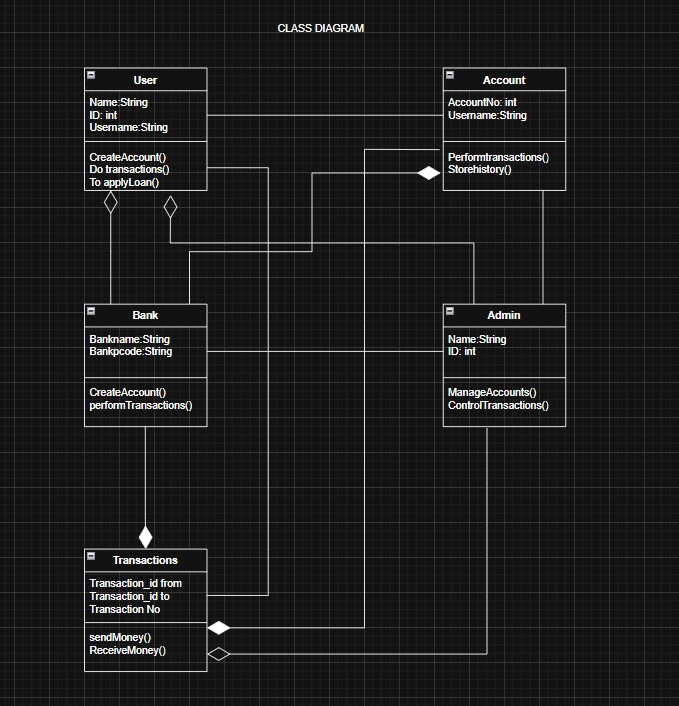 CLASS DIAGRAM
User
Name:String
ID: int
Username:String
CreateAccount()
Do transactions()
To applyLoan()
Account
AccountNo: int
Username:String
Performtransactions()
Storehistory()
Bank
Bankname:String
Bankpcode:String
CreateAccount()
performTransactions()
Admin
Name:String
ID: int
ManageAccounts()
ControlTransactions()
Transactions
Transaction_id from
Transaction_id to
Transaction No
sendMoney()
ReceiveMoney()